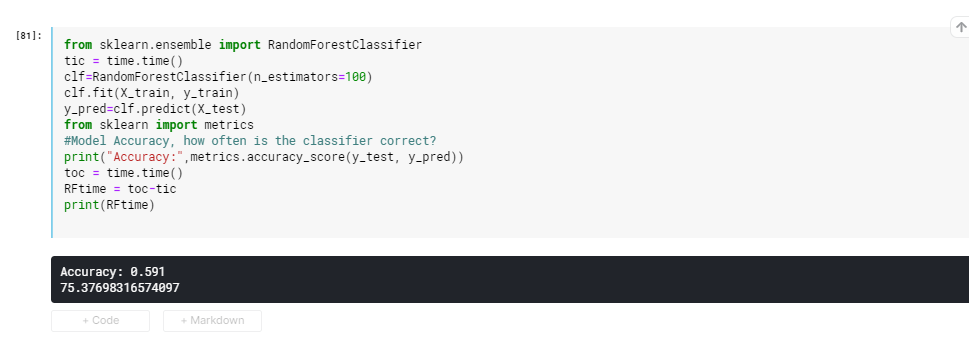 [81]:
from sklearn.ensemble import RandomForestClassifier
tic = time.time()
clf=RandomForestClassifier(n_estimators=100)
clf.fit(X_train, y_train)
y_pred=clf.predict(X_test)
from sklearn import metrics
#Model Accuracy, how often is the classifier correct?
print("Accuracy:",metrics.accuracy_score(y_test, y_pred))
toc = time.time()
RFtime = toc-tic
print(RFtime)
Accuracy: 0.591
75.37698316574097
+ Code + Markdown